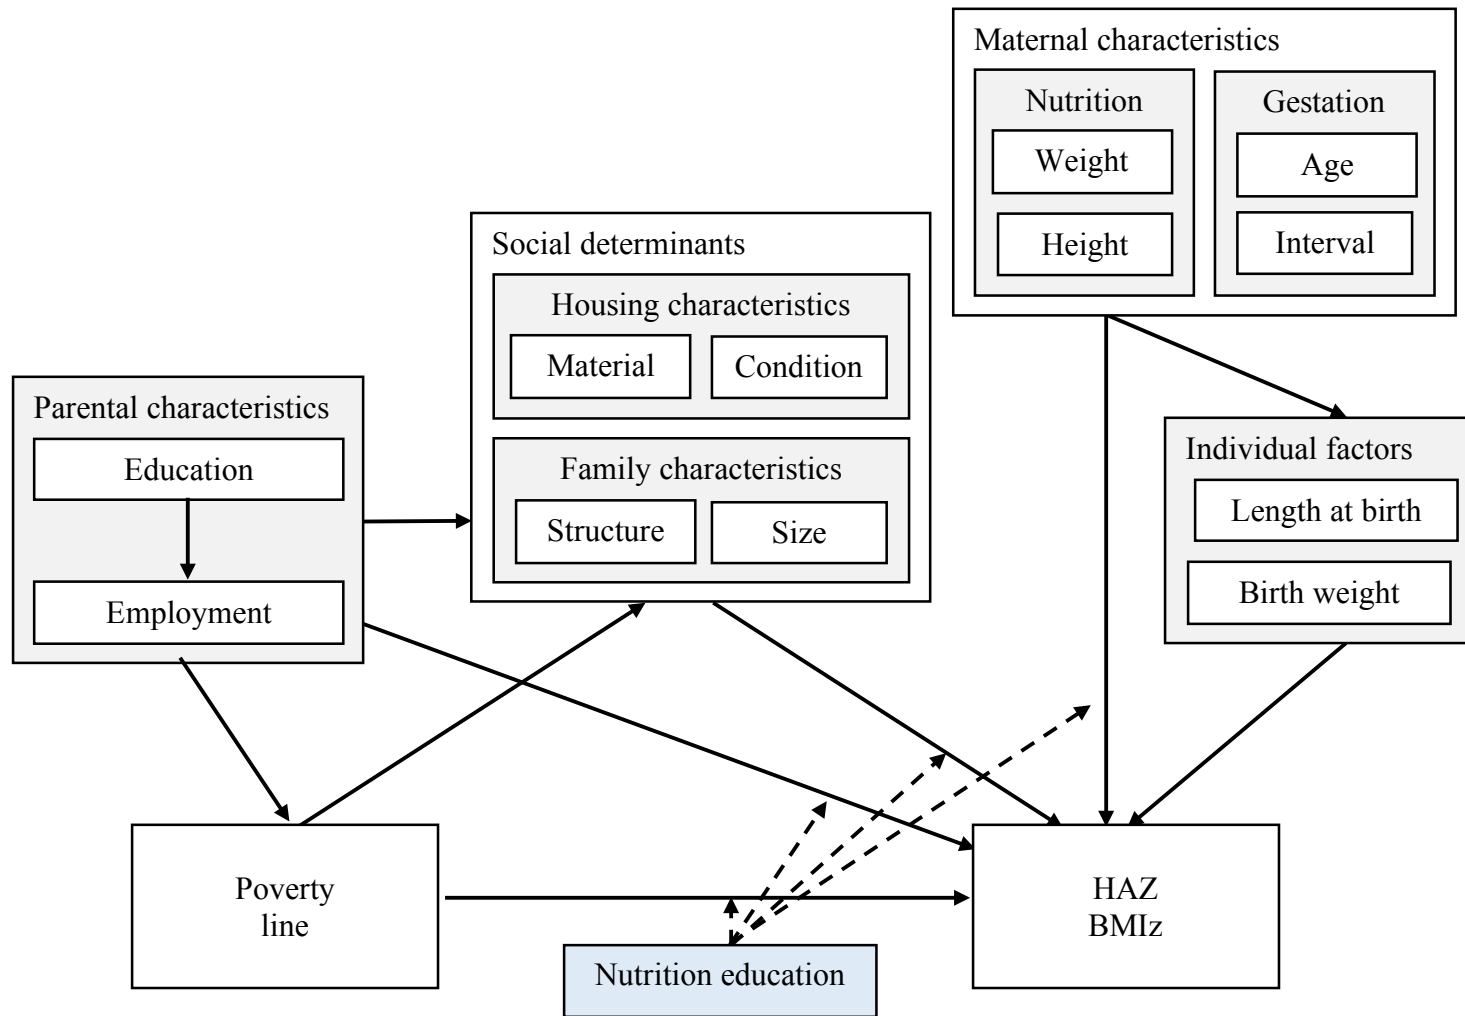 Maternal characteristics
Nutrition
Weight
Height
Gestation
Age
Interval
Social determinants
Housing characteristics
Material
Condition
Family characteristics
Structure
Size
Parental characteristics
Education
Employment
Individual factors
Length at birth
Birth weight
Poverty
line
HAZ
BMIz
Nutrition education